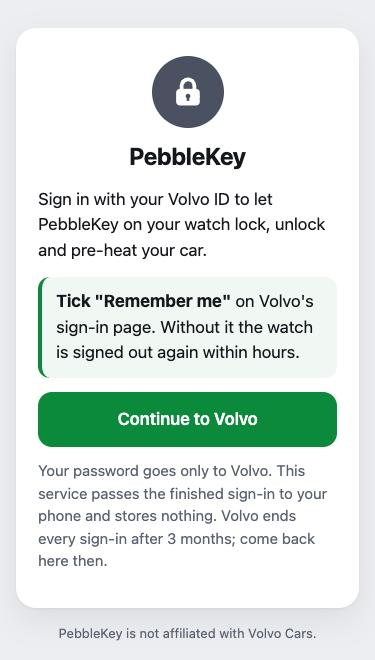 PebbleKey
Sign in with your Volvo ID to let
PebbleKey on your watch lock, unlock
and pre-heat your car.
Tick "Remember me" on Volvo's
sign-in page. Without it the watch
is signed out again within hours.
Continue to Volvo
Your password goes only to Volvo. This
service passes the finished sign-in to your
phone and stores nothing. Volvo ends
every sign-in after 3 months; come back
here then.
PebbleKey is not affiliated with Volvo Cars.